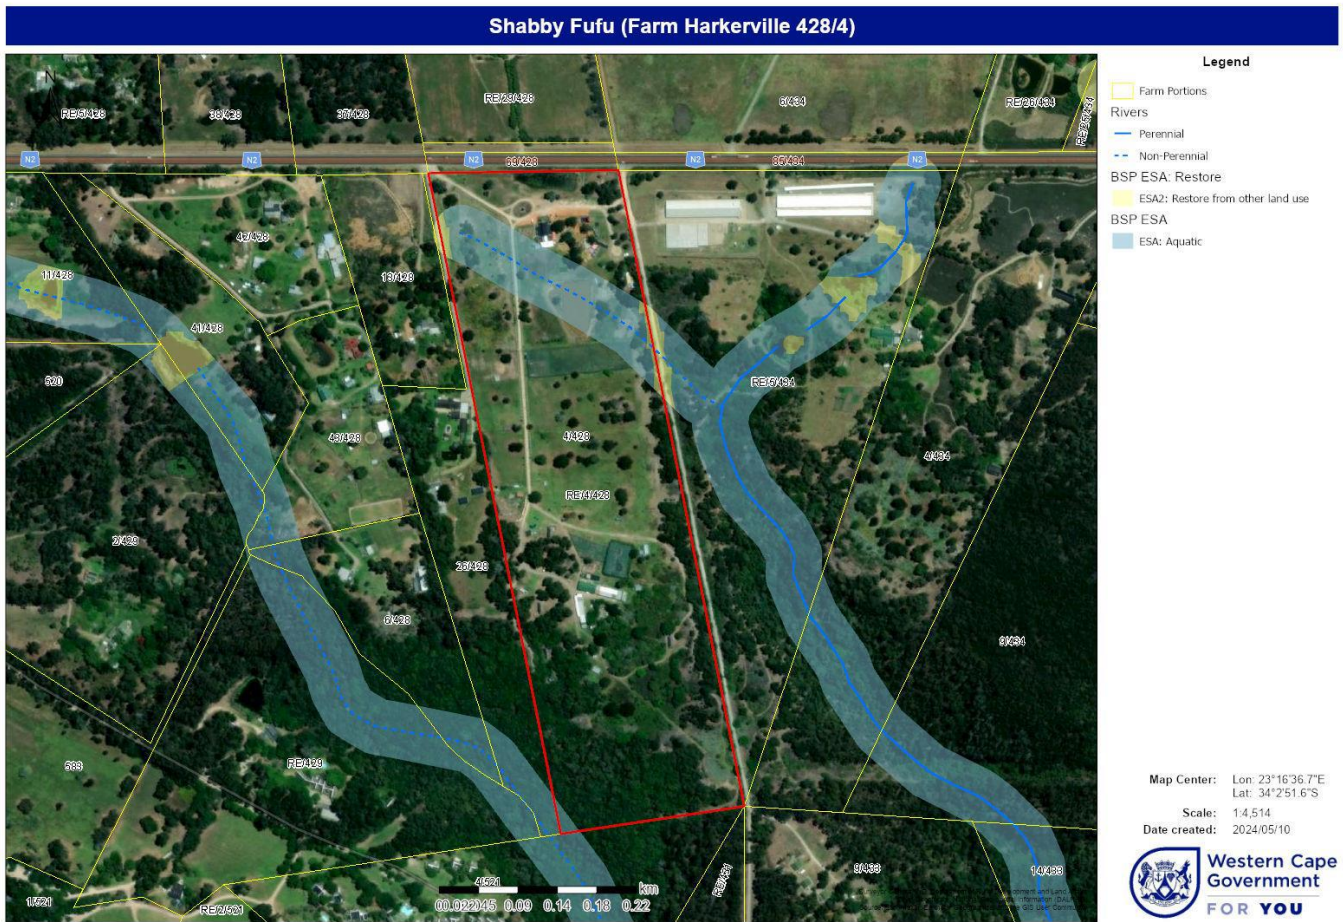 Shabby Fufu (Farm Harkerville 428/4)
N
RE/5/428
38/428
37/428
RE/29/428
6/434
RE/26/434
N2
N2
N2
63/428
N2
85/434
N2
42/428
11/428
19/428
41/428
520
RE/5/434
43/428
4/428
4/434
RE/4/428
2/429
26/428
6/428
9/434
583
RE/429
4/521
9/433
14/433
1/521
RE/2/521
km
0.09 0.14 0.18 0.22
Legend
Farm Portions
Rivers
Perennial
Non-Perennial
BSP ESA: Restore
ESA2: Restore from other land use
BSP ESA
ESA: Aquatic
Map Center: Lon: 23°16'36.7"E
Lat: 34°2'51.6"S
Scale: 1:4,514
Date created: 2024/05/10
Western Cape
Government
FOR YOU